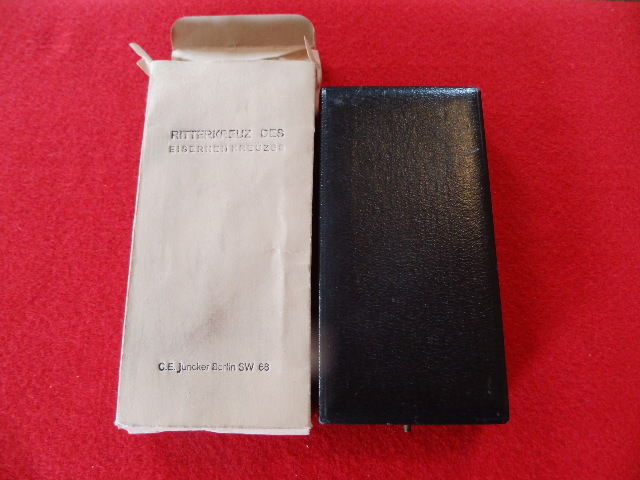 RITTERKREUZ DES
EISERNEN KREUZES
C.E. Juncker Berlin SW 68